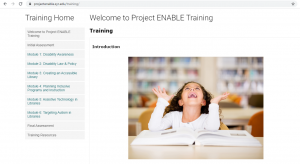 projectenable.syr.edu/training/
Training Home
Welcome to Project ENABLE
Training
Initial Assessment
Module 1: Disability Awareness
Module 2: Disability Law & Policy
Module 3: Creating an Accessible
Library
Module 4: Planning Inclusive
Programs and Instruction
Module 5: Assistive Technology in
Libraries
Module 6: Targeting Autism in
Libraries
Final Assessment
Training Resources
Welcome to Project ENABLE Training
Training
Introduction